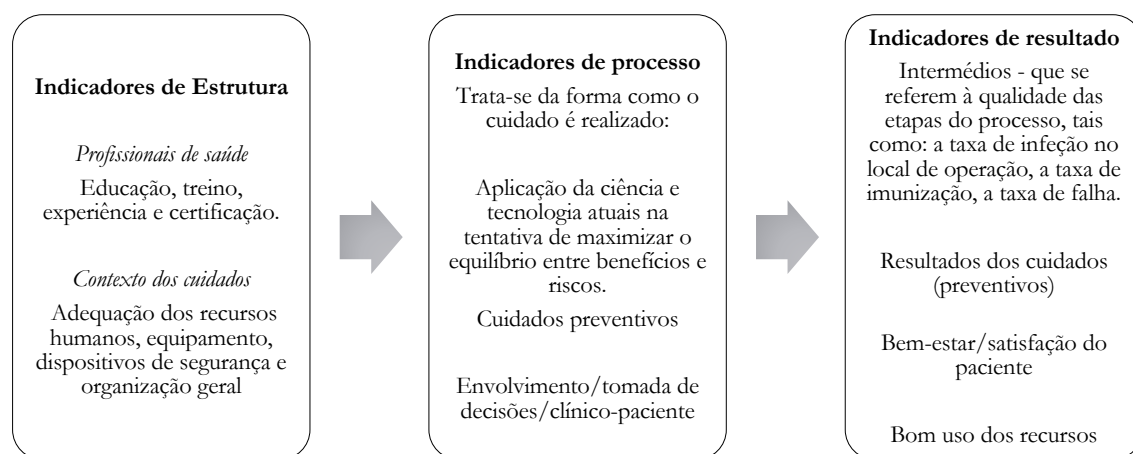 Indicadores de Estrutura
Profissionais de saúde
Educação, treino,
experiência e certificação.
Contexto dos cuidados
Adequação dos recursos
humanos, equipamento,
dispositivos de segurança e
organização geral
Indicadores de processo
Trata-se da forma como o
cuidado é realizado:
Aplicação da ciência e
tecnologia atuais na
tentativa de maximizar o
equilíbrio entre benefícios e
riscos.
Cuidados preventivos
Envolvimento/tomada de
decisões/clínico-paciente
Indicadores de resultado
Intermédios - que se
referem à qualidade das
etapas do processo, tais
como: a taxa de infeção no
local de operação, a taxa de
imunização, a taxa de falha.
Resultados dos cuidados
(preventivos)
Bem-estar/satisfação do
paciente
Bom uso dos recursos